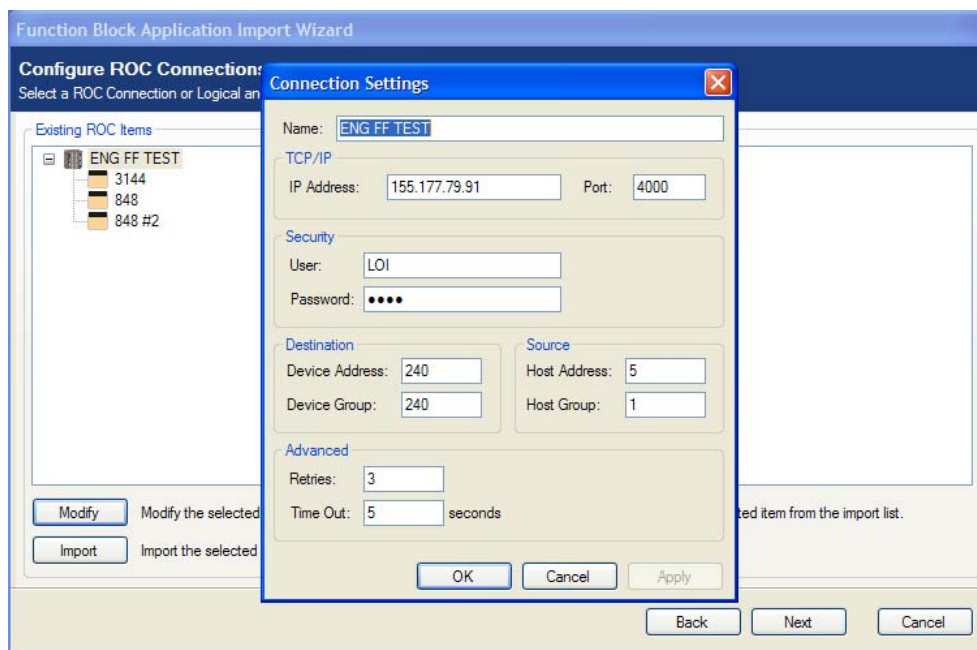 Function Block Application Import Wizard
Configure ROC Connection
Select a ROC Connection or Logical an
Existing ROC Items
ENG FF TEST
3144
848
848 #2
Modify Modify the selected
ted item from the import list.
Import Import the selected
Back Next Cancel
Connection Settings
Name: ENG FF TEST
TCP/IP
IP Address: 155.177.79.91 Port: 4000
Security
User: LOI
Password: ●●●●
Destination
Device Address: 240
Device Group: 240
Source
Host Address: 5
Host Group: 1
Advanced
Retries: 3
Time Out: 5 seconds
OK Cancel Apply